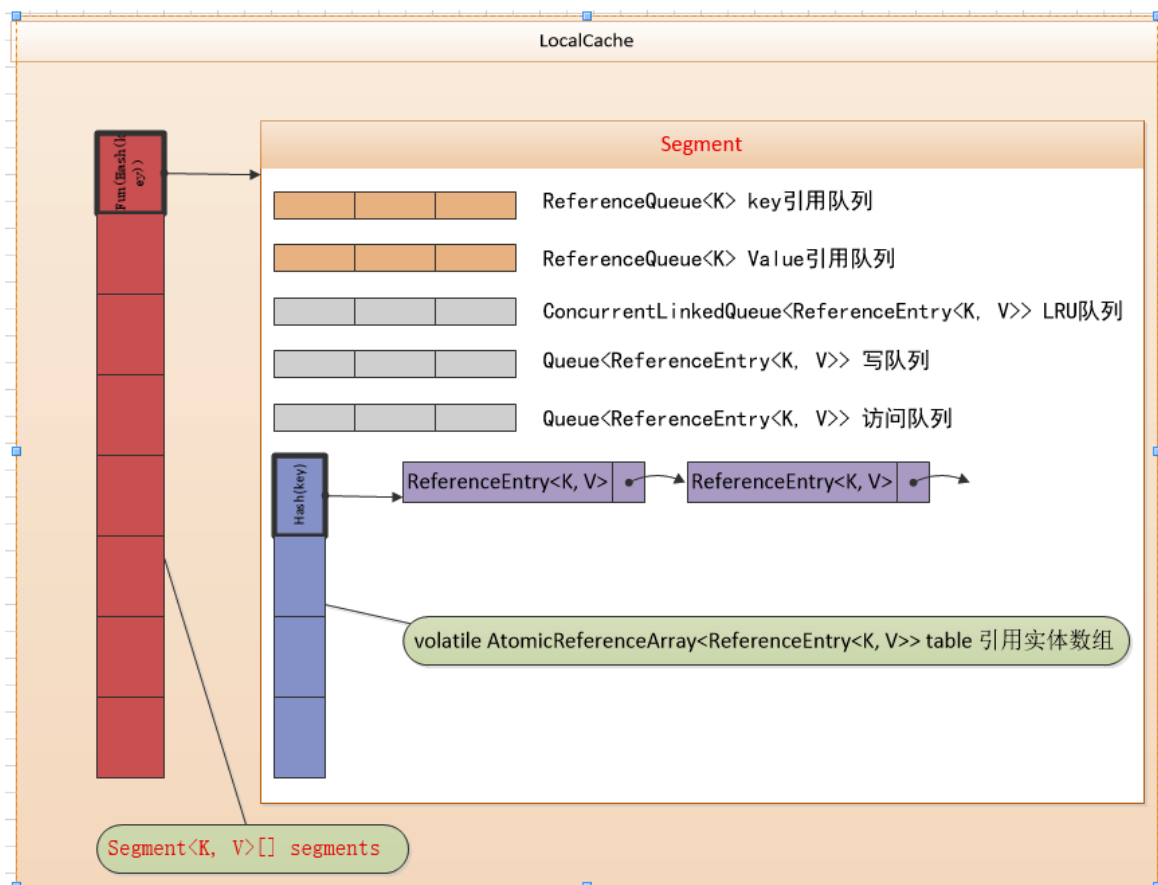 LocalCache
Fun(Hash(k
ey))
Segment
ReferenceQueue<K> key引用队列
ReferenceQueue<K> Value引用队列
ConcurrentLinkedQueue<ReferenceEntry<K, V>> LRU队列
Queue<ReferenceEntry<K, V>> 写队列
Queue<ReferenceEntry<K, V>> 访问队列
Hash(key)
ReferenceEntry<K, V>
ReferenceEntry<K, V>
volatile AtomicReferenceArray<ReferenceEntry<K, V>> table 引用实体数组
Segment<K, V>[] segments